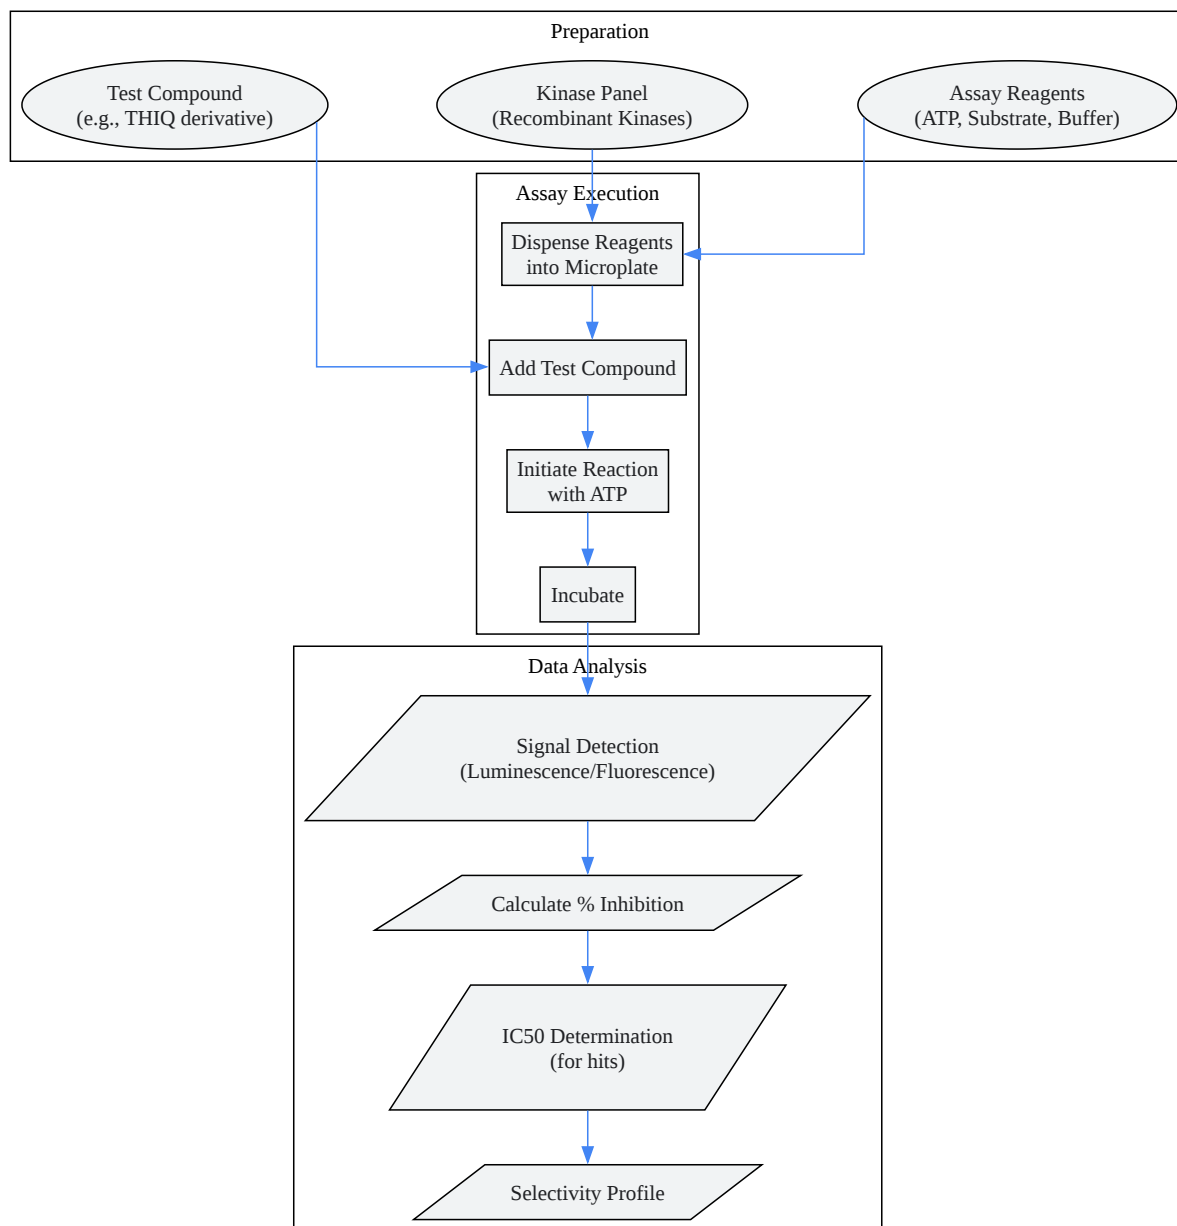 Preparation
Test Compound
(e.g., THIQ derivative)
Kinase Panel
(Recombinant Kinases)
Assay Reagents
(ATP, Substrate, Buffer)
Assay Execution
Dispense Reagents
into Microplate
Add Test Compound
Initiate Reaction
with ATP
Incubate
Data Analysis
Signal Detection
(Luminescence/Fluorescence)
Calculate % Inhibition
IC50 Determination
(for hits)
Selectivity Profile